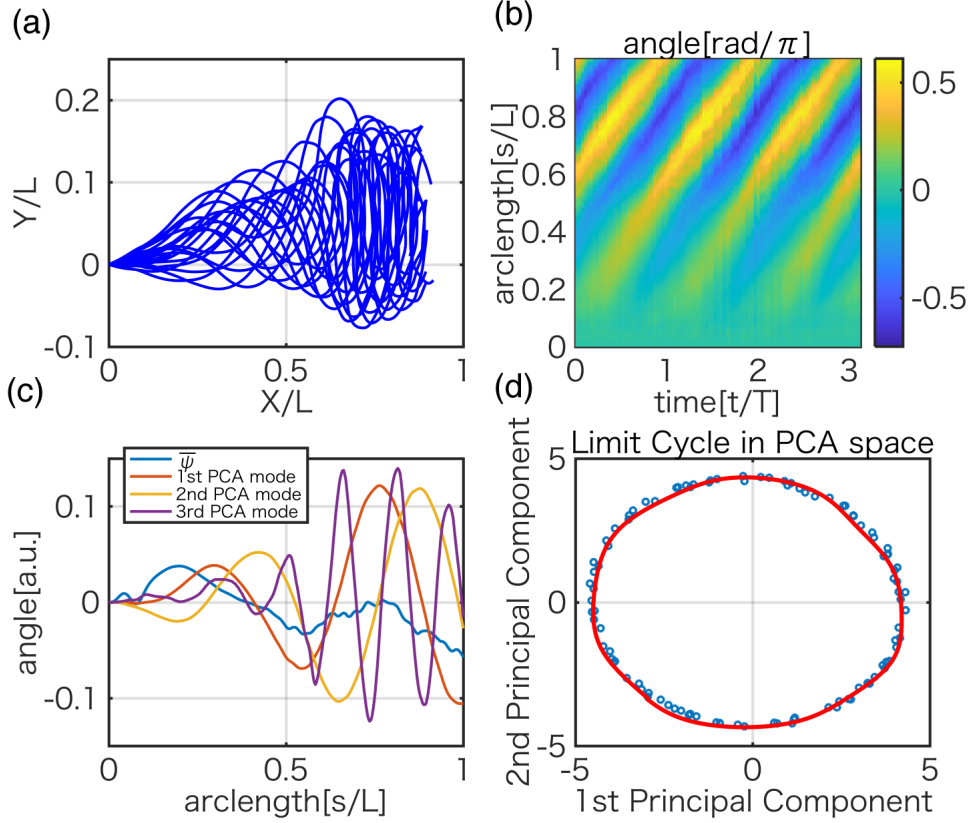 (a)
0.2
0.1
0
-0.1
Y/L
0
0.5
1
X/L
(b)
angle[rad/π]
1
0.8
0.6
0.4
0.2
0
arclength[s/L]
0
1
2
3
time[t/T]
0.5
0
-0.5
(c)
ψ̅
1st PCA mode
2nd PCA mode
3rd PCA mode
0.1
0
-0.1
angle[a.u.]
0
0.5
1
arclength[s/L]
(d)
Limit Cycle in PCA space
5
0
-5
2nd Principal Component
-5
0
5
1st Principal Component